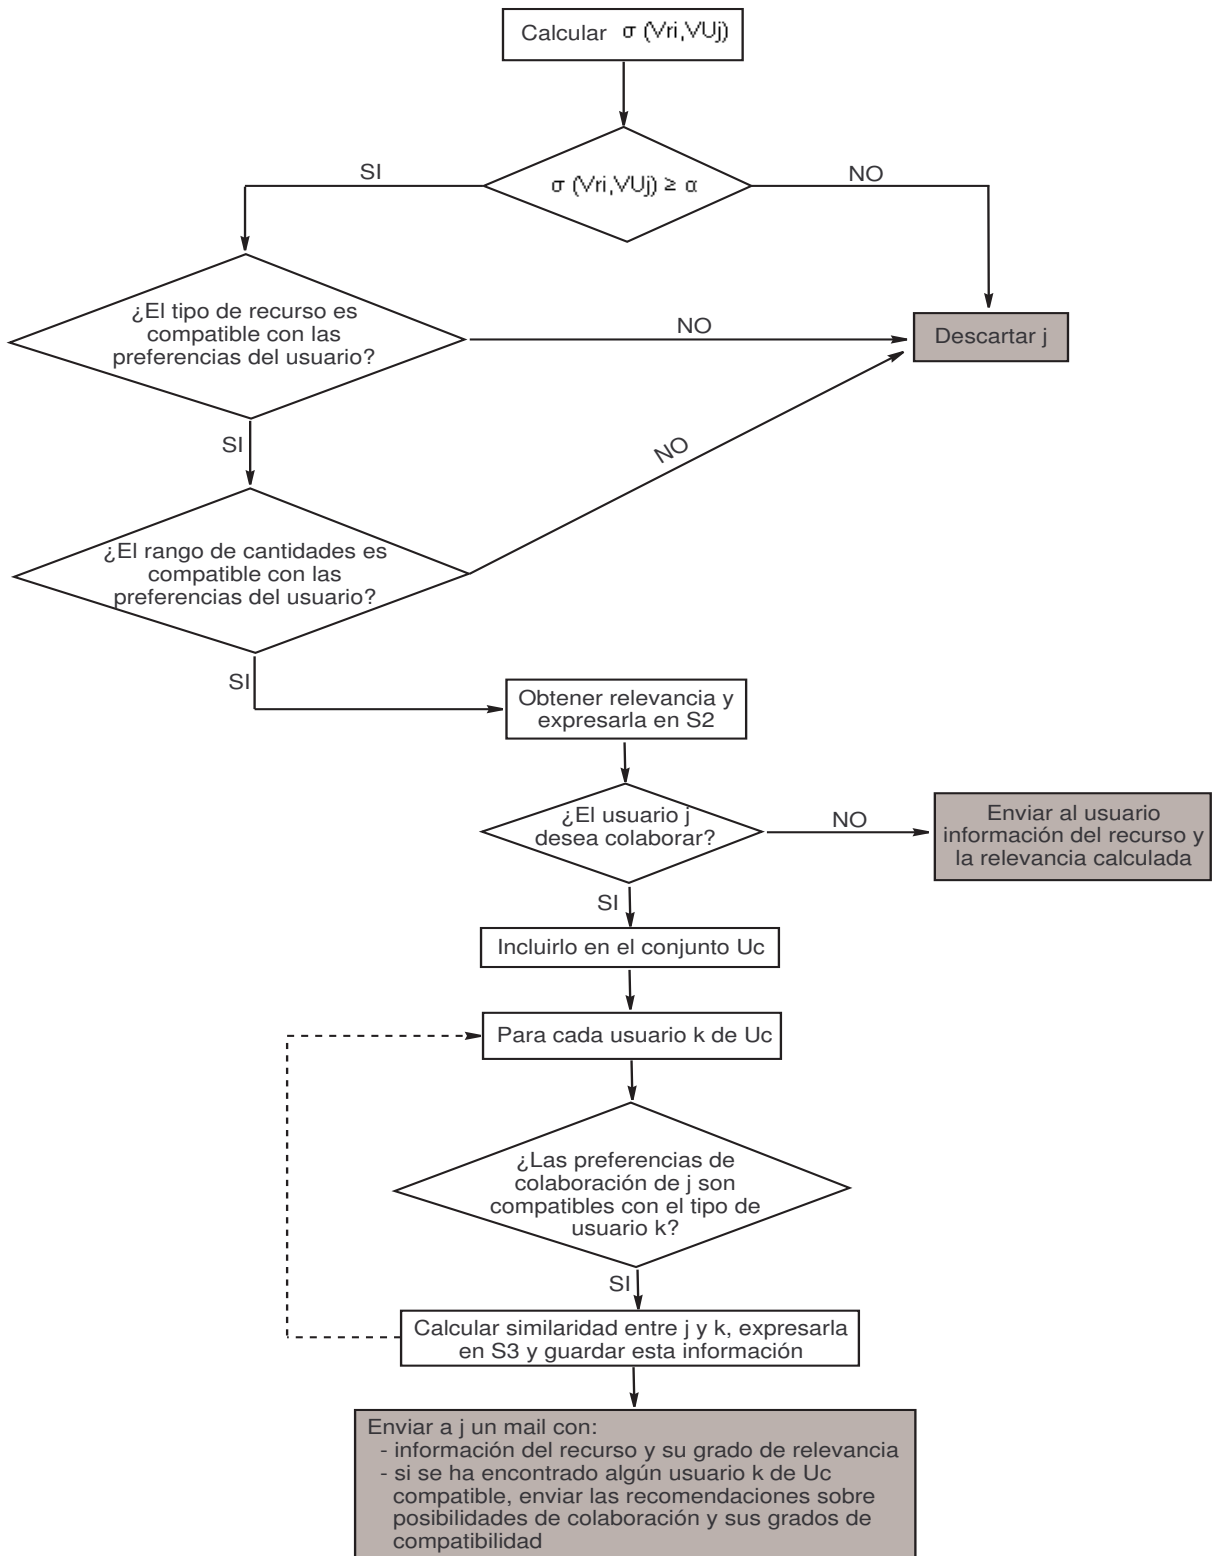 Calcular σ (Vri,VUj)
SI
NO
σ (Vri,VUj) ≥ α
¿El tipo de recurso es
compatible con las
preferencias del usuario?
NO
Descartar j
SI
NO
¿El rango de cantidades es
compatible con las
preferencias del usuario?
SI
Obtener relevancia y
expresarla en S2
¿El usuario j
desea colaborar?
NO
Enviar al usuario
información del recurso y
la relevancia calculada
SI
Incluirlo en el conjunto Uc
Para cada usuario k de Uc
¿Las preferencias de
colaboración de j son
compatibles con el tipo de
usuario k?
SI
Calcular similaridad entre j y k, expresarla
en S3 y guardar esta información
Enviar a j un mail con:
- información del recurso y su grado de relevancia
- si se ha encontrado algún usuario k de Uc
compatible, enviar las recomendaciones sobre
posibilidades de colaboración y sus grados de
compatibilidad